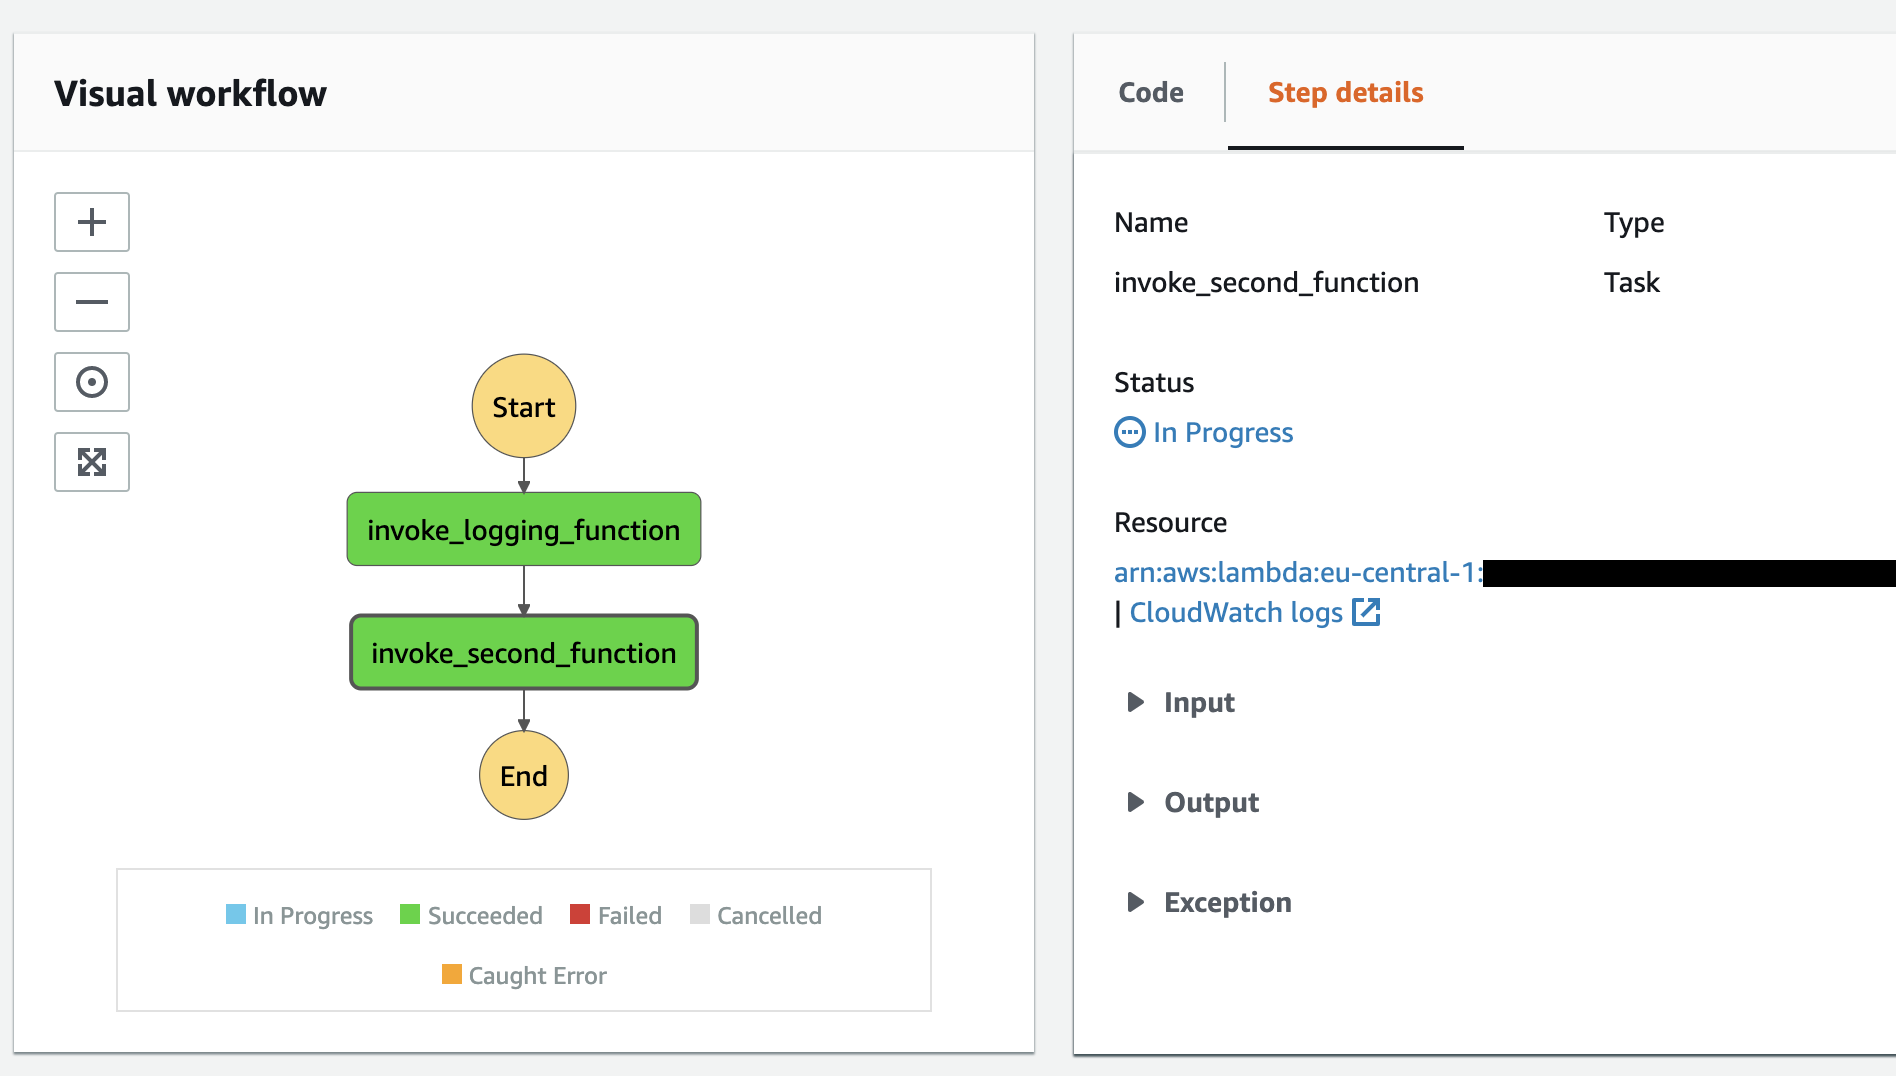 Visual workflow
Start
invoke_logging_function
invoke_second_function
End
In Progress Succeeded Failed Cancelled
Caught Error
Code Step details
Name Type
invoke_second_function Task
Status
In Progress
Resource
arn:aws:lambda:eu-central-1:
| CloudWatch logs
Input
Output
Exception